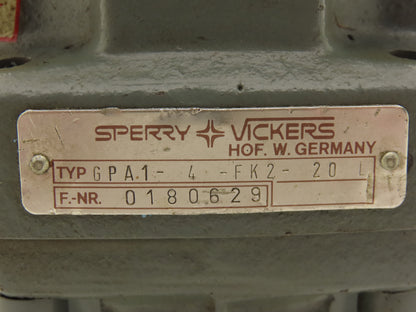 SPERRY VICKERS
HOF. W. GERMANY
TYP GPA1-4-FK2-20 L
F.-NR. 0180629